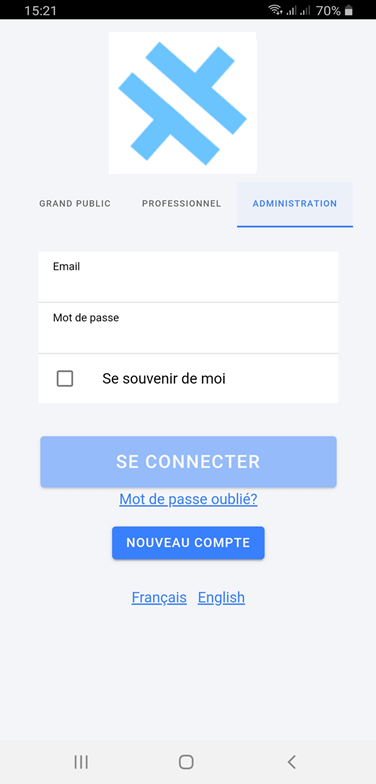 15:21 70%
GRAND PUBLIC PROFESSIONNEL ADMINISTRATION
Email
Mot de passe
Se souvenir de moi
SE CONNECTER
Mot de passe oublié?
NOUVEAU COMPTE
Français English